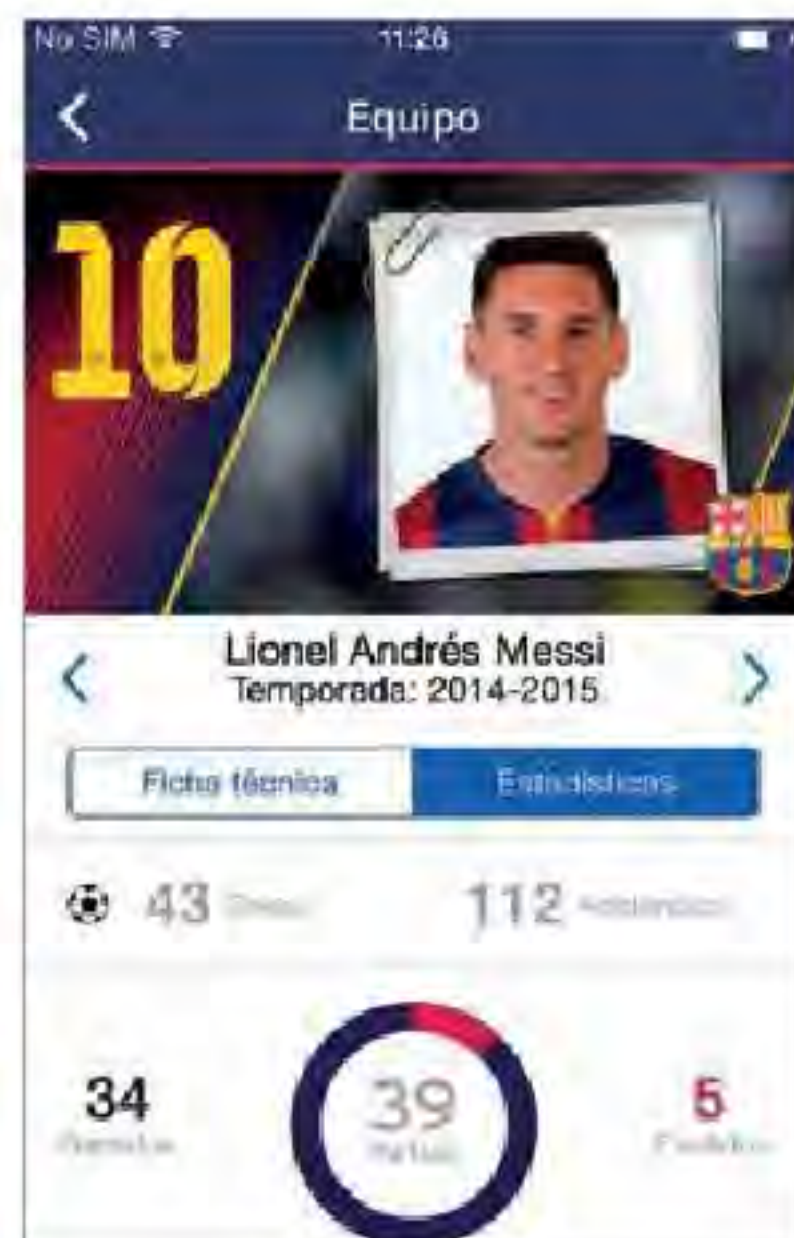 No SIM 11:26
Equipo
10
Lionel Andrés Messi
Temporada: 2014-2015
Ficha técnica Estadísticas
43 112
34 39 5